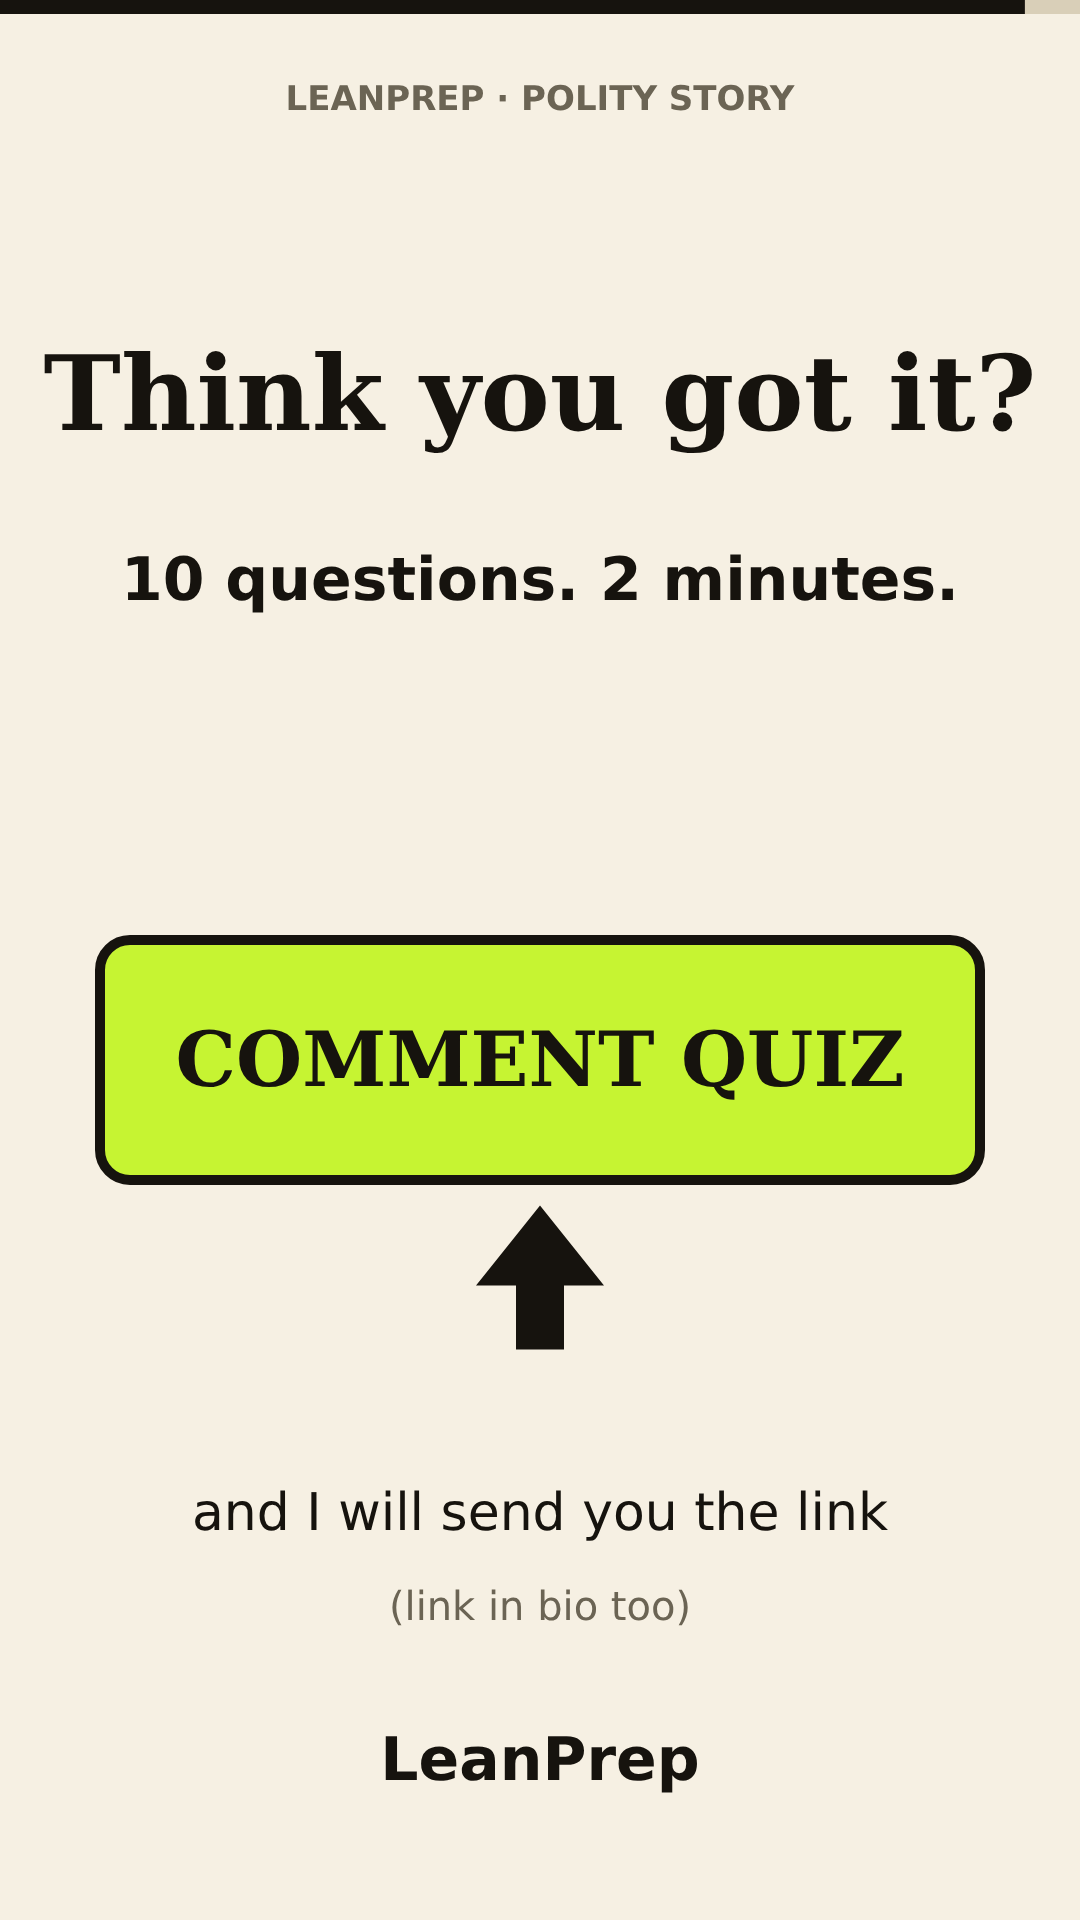 LEANPREP · POLITY STORY
Think you got it?
10 questions. 2 minutes.
COMMENT QUIZ
and I will send you the link
(link in bio too)
LeanPrep